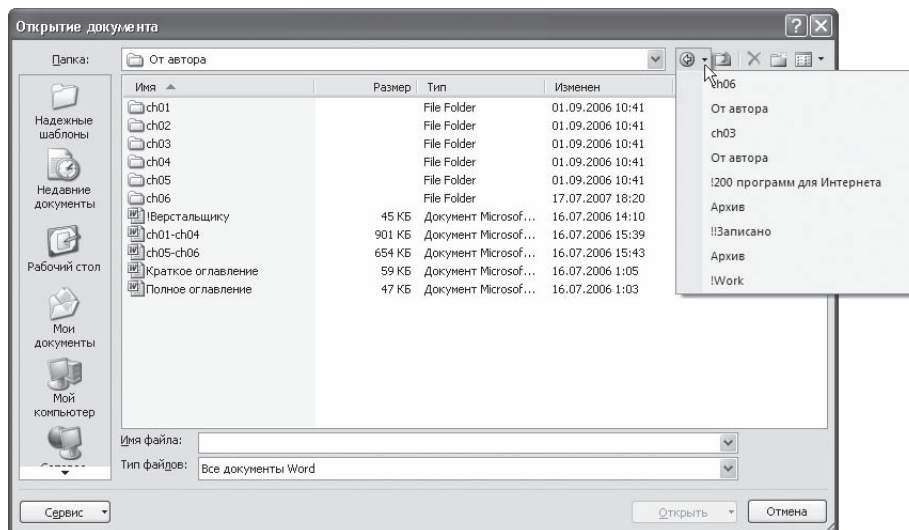 Открытие документа
Папка: От автора
Надежные шаблоны
Недавние документы
Рабочий стол
Мои документы
Мой компьютер
Имя Размер Тип Изменен
ch01 File Folder 01.09.2006 10:41
ch02 File Folder 01.09.2006 10:41
ch03 File Folder 01.09.2006 10:41
ch04 File Folder 01.09.2006 10:41
ch05 File Folder 01.09.2006 10:41
ch06 File Folder 17.07.2007 18:20
!Верстальщику 45 КБ Документ Microsof... 16.07.2006 14:10
ch01-ch04 901 КБ Документ Microsof... 16.07.2006 15:39
ch05-ch06 654 КБ Документ Microsof... 16.07.2006 15:43
Краткое оглавление 59 КБ Документ Microsof... 16.07.2006 1:05
Полное оглавление 47 КБ Документ Microsof... 16.07.2006 1:03
ch06
От автора
ch03
От автора
!200 программ для Интернета
Архив
!!Записано
Архив
!Work
Имя файла:
Тип файлов: Все документы Word
Сервис Открыть Отмена